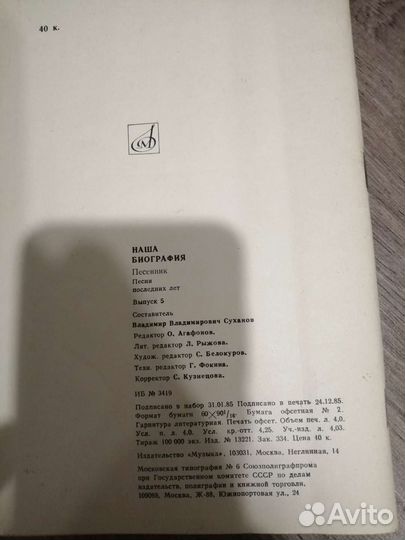 40 к.
НАША
БИОГРАФИЯ
Песенник
Песни
последних лет
Выпуск 5
Составитель
Владимир Владимирович Суханов
Редактор О. Агафонов.
Лит. редактор Л. Рыжова.
Худож. редактор С. Белокуров.
Техн. редактор Г. Фокина.
Корректор С. Кузнецова.
ИБ № 3419
Подписано в набор 31.01.85 Подписано в печать 24.12.85.
Формат бумаги 60×90 1/16. Бумага офсетная № 2.
Гарнитура литературная. Печать офсет. Объем печ. л. 4,0.
Усл. п. л. 4,0. Усл. кр.-отт. 4,25. Уч.-изд. л. 4,03.
Тираж 100 000 экз. Изд. № 13221. Зак. 334. Цена 40 к.
Издательство «Музыка», 103031, Москва, Неглинная, 14
Московская типография № 6 Союзполиграфпрома
при Государственном комитете СССР по делам
издательств, полиграфии и книжной торговли,
109088, Москва, Ж-88, Южнопортовая ул., 24
Avito